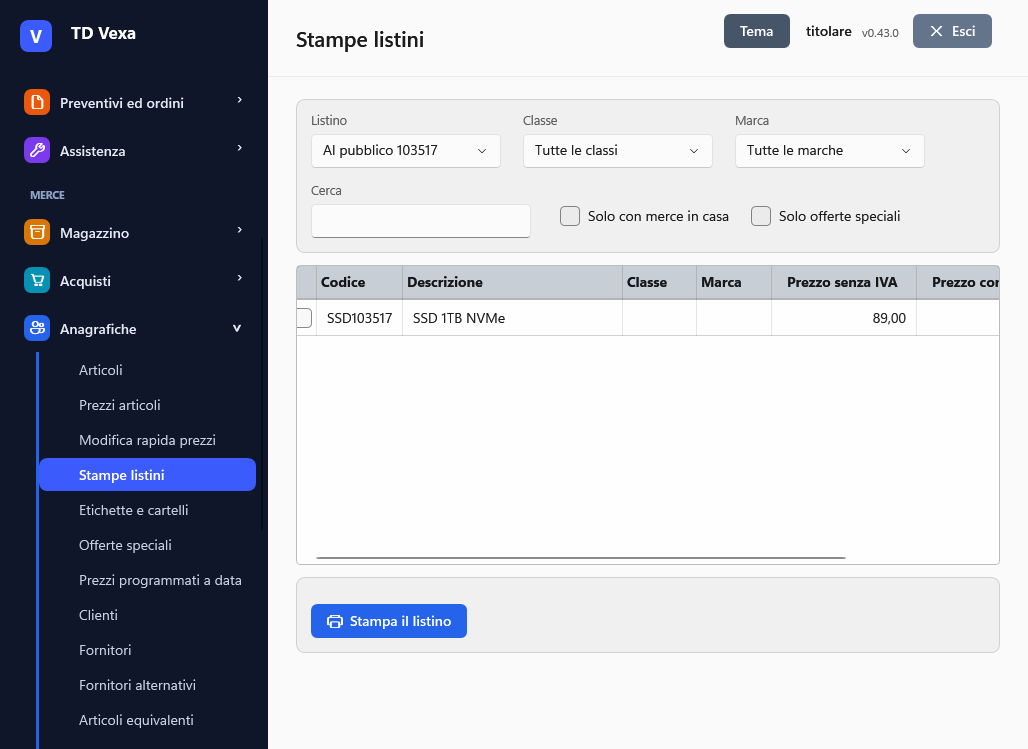 V
TD Vexa
Preventivi ed ordini
Assistenza
MERCE
Magazzino
Acquisti
Anagrafiche
Articoli
Prezzi articoli
Modifica rapida prezzi
Stampe listini
Etichette e cartelli
Offerte speciali
Prezzi programmati a data
Clienti
Fornitori
Fornitori alternativi
Articoli equivalenti
Stampe listini
Tema titolare v0.43.0 Esci
Listino Classe Marca
Al pubblico 103517 Tutte le classi Tutte le marche
Cerca
Solo con merce in casa Solo offerte speciali
Codice Descrizione Classe Marca Prezzo senza IVA Prezzo con
SSD103517 SSD 1TB NVMe 89,00
Stampa il listino